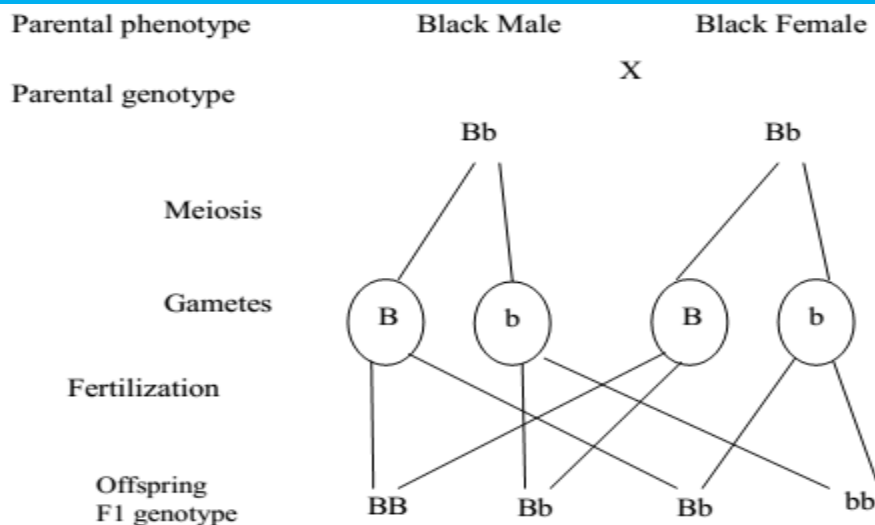 Parental phenotype Black Male Black Female
X
Parental genotype
Bb Bb
Meiosis
Gametes B b B b
Fertilization
Offspring
F1 genotype BB Bb Bb bb